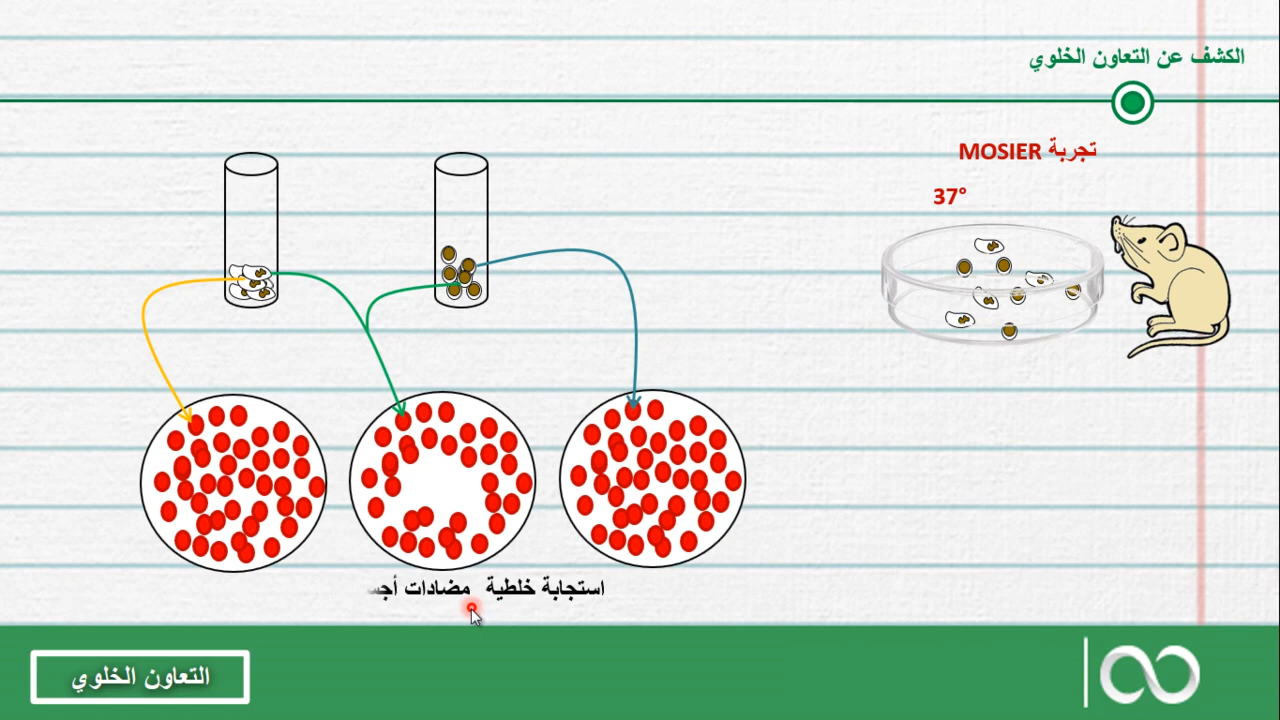 الكشف عن التعاون الخلوي
تجربة MOSIER
37°
استجابة خلطية مضادات
التعاون الخلوي